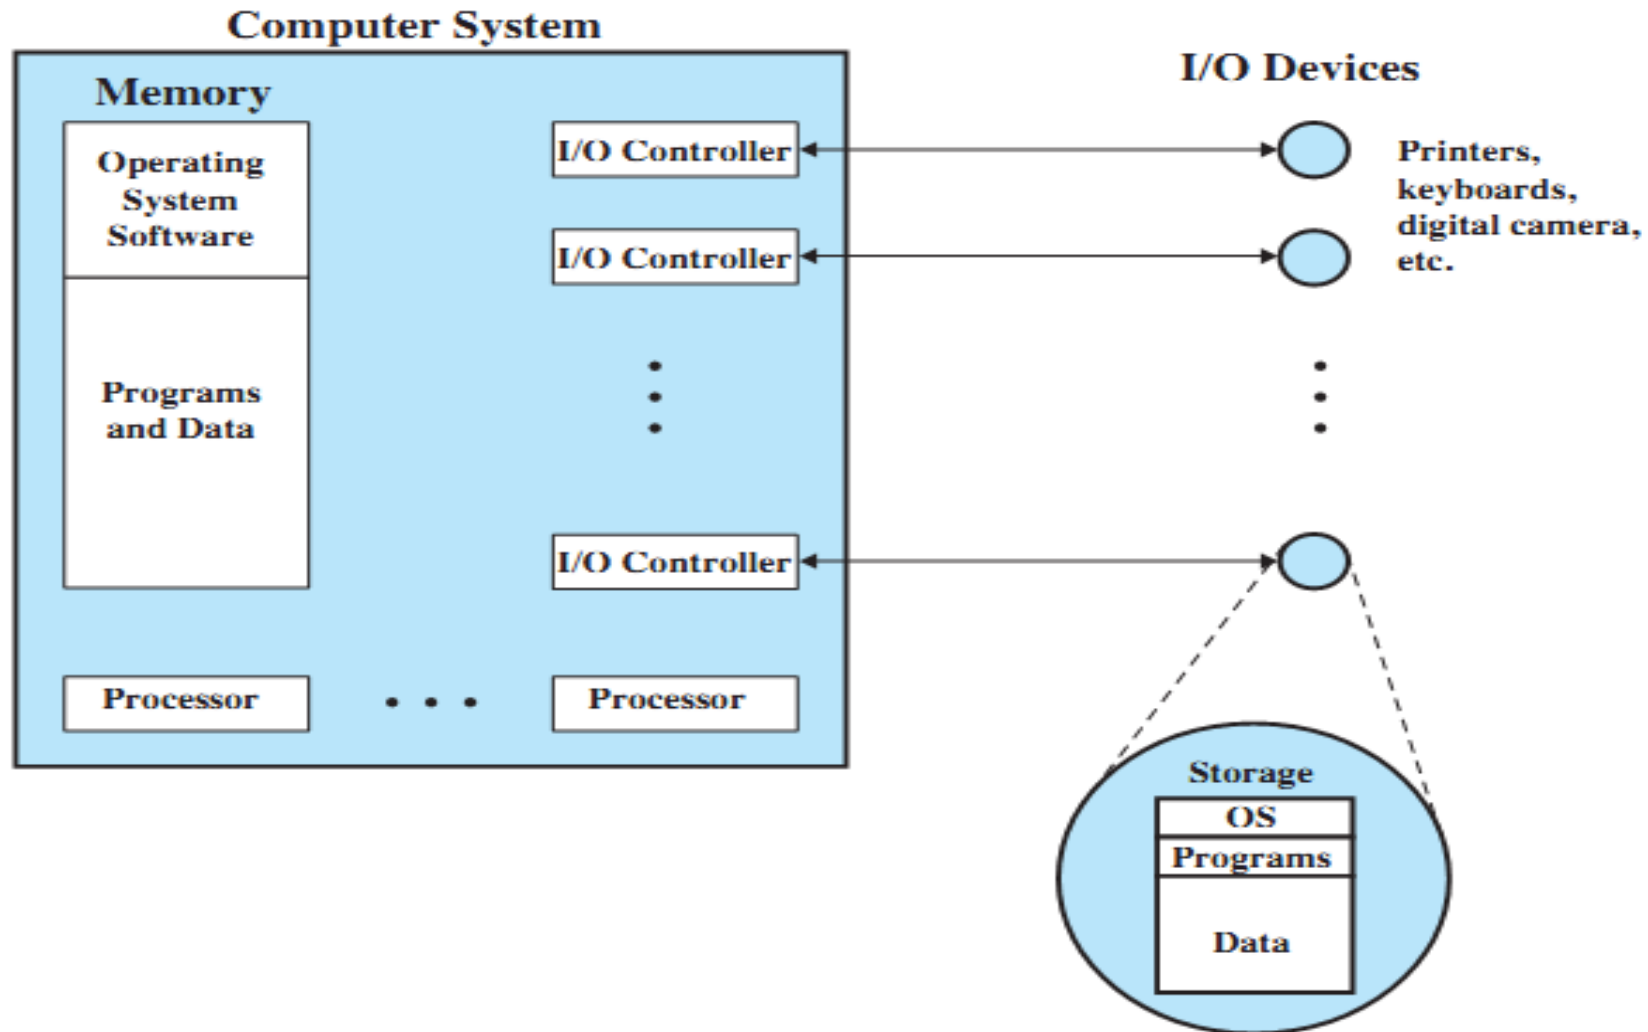 Computer System
I/O Devices
Memory
Operating
System
Software
Programs
and Data
I/O Controller
I/O Controller
I/O Controller
Processor
Processor
Printers,
keyboards,
digital camera,
etc.
Storage
OS
Programs
Data